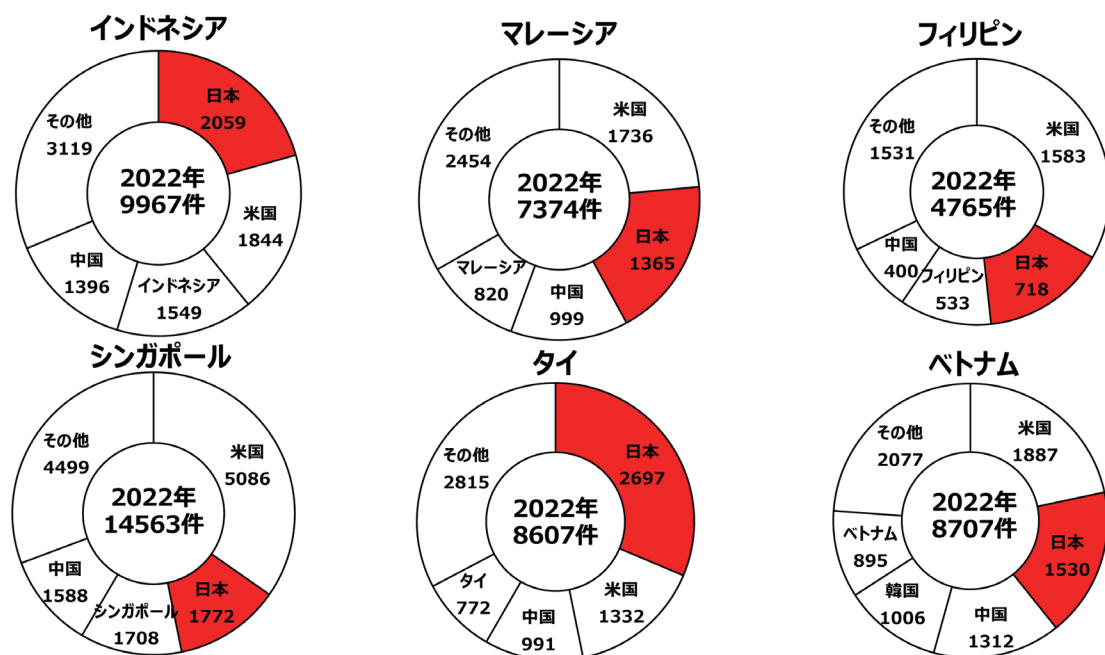 インドネシア
日本
2059
米国
1844
インドネシア
1549
中国
1396
その他
3119
2022年
9967件
マレーシア
米国
1736
日本
1365
中国
999
マレーシア
820
その他
2454
2022年
7374件
フィリピン
米国
1583
日本
718
フィリピン
533
中国
400
その他
1531
2022年
4765件
シンガポール
米国
5086
日本
1772
シンガポール
1708
中国
1588
その他
4499
2022年
14563件
タイ
日本
2697
米国
1332
中国
991
タイ
772
その他
2815
2022年
8607件
ベトナム
米国
1887
日本
1530
中国
1312
韓国
1006
ベトナム
895
その他
2077
2022年
8707件